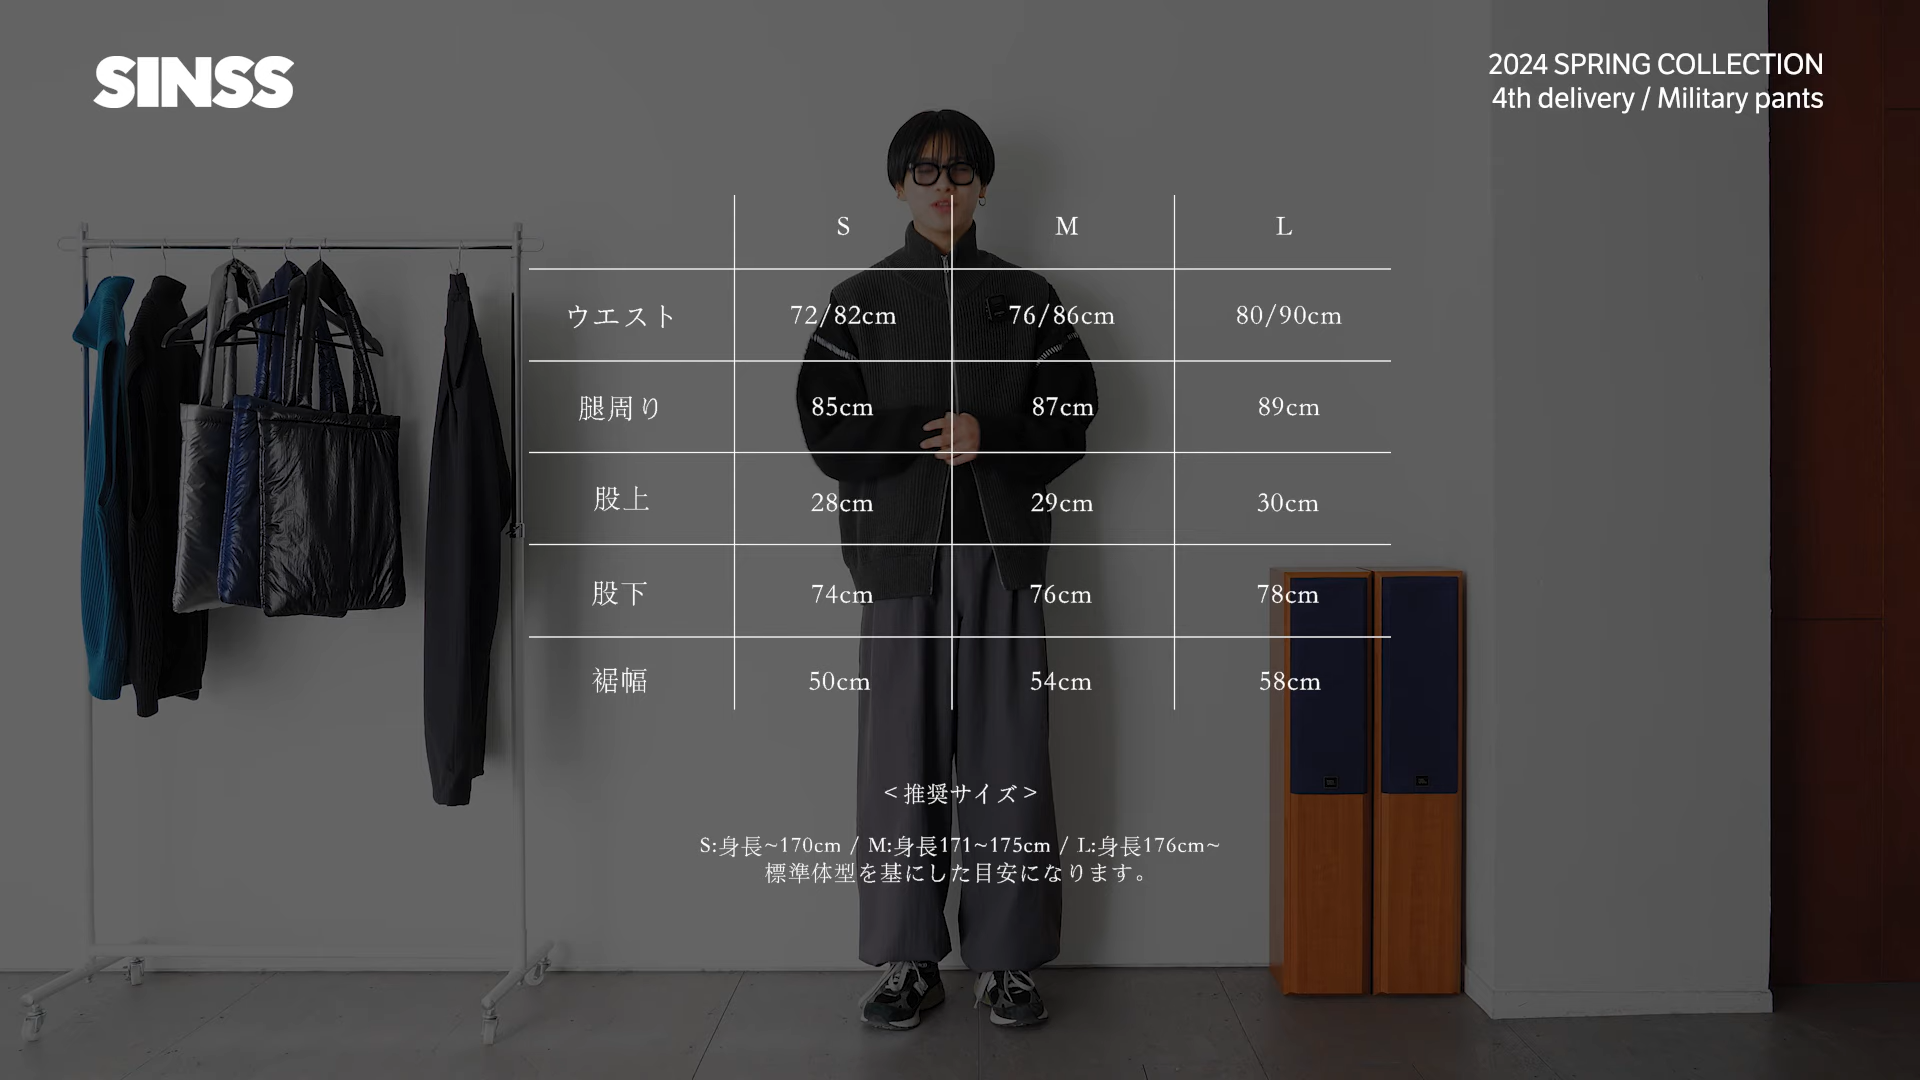 SINSS
2024 SPRING COLLECTION
4th delivery / Military pants
S M L
ウエスト 72/82cm 76/86cm 80/90cm
腿周り 85cm 87cm 89cm
股上 28cm 29cm 30cm
股下 74cm 76cm 78cm
裾幅 50cm 54cm 58cm
<推奨サイズ>
S:身長~170cm / M:身長171~175cm / L:身長176cm~
標準体型を基にした目安になります。